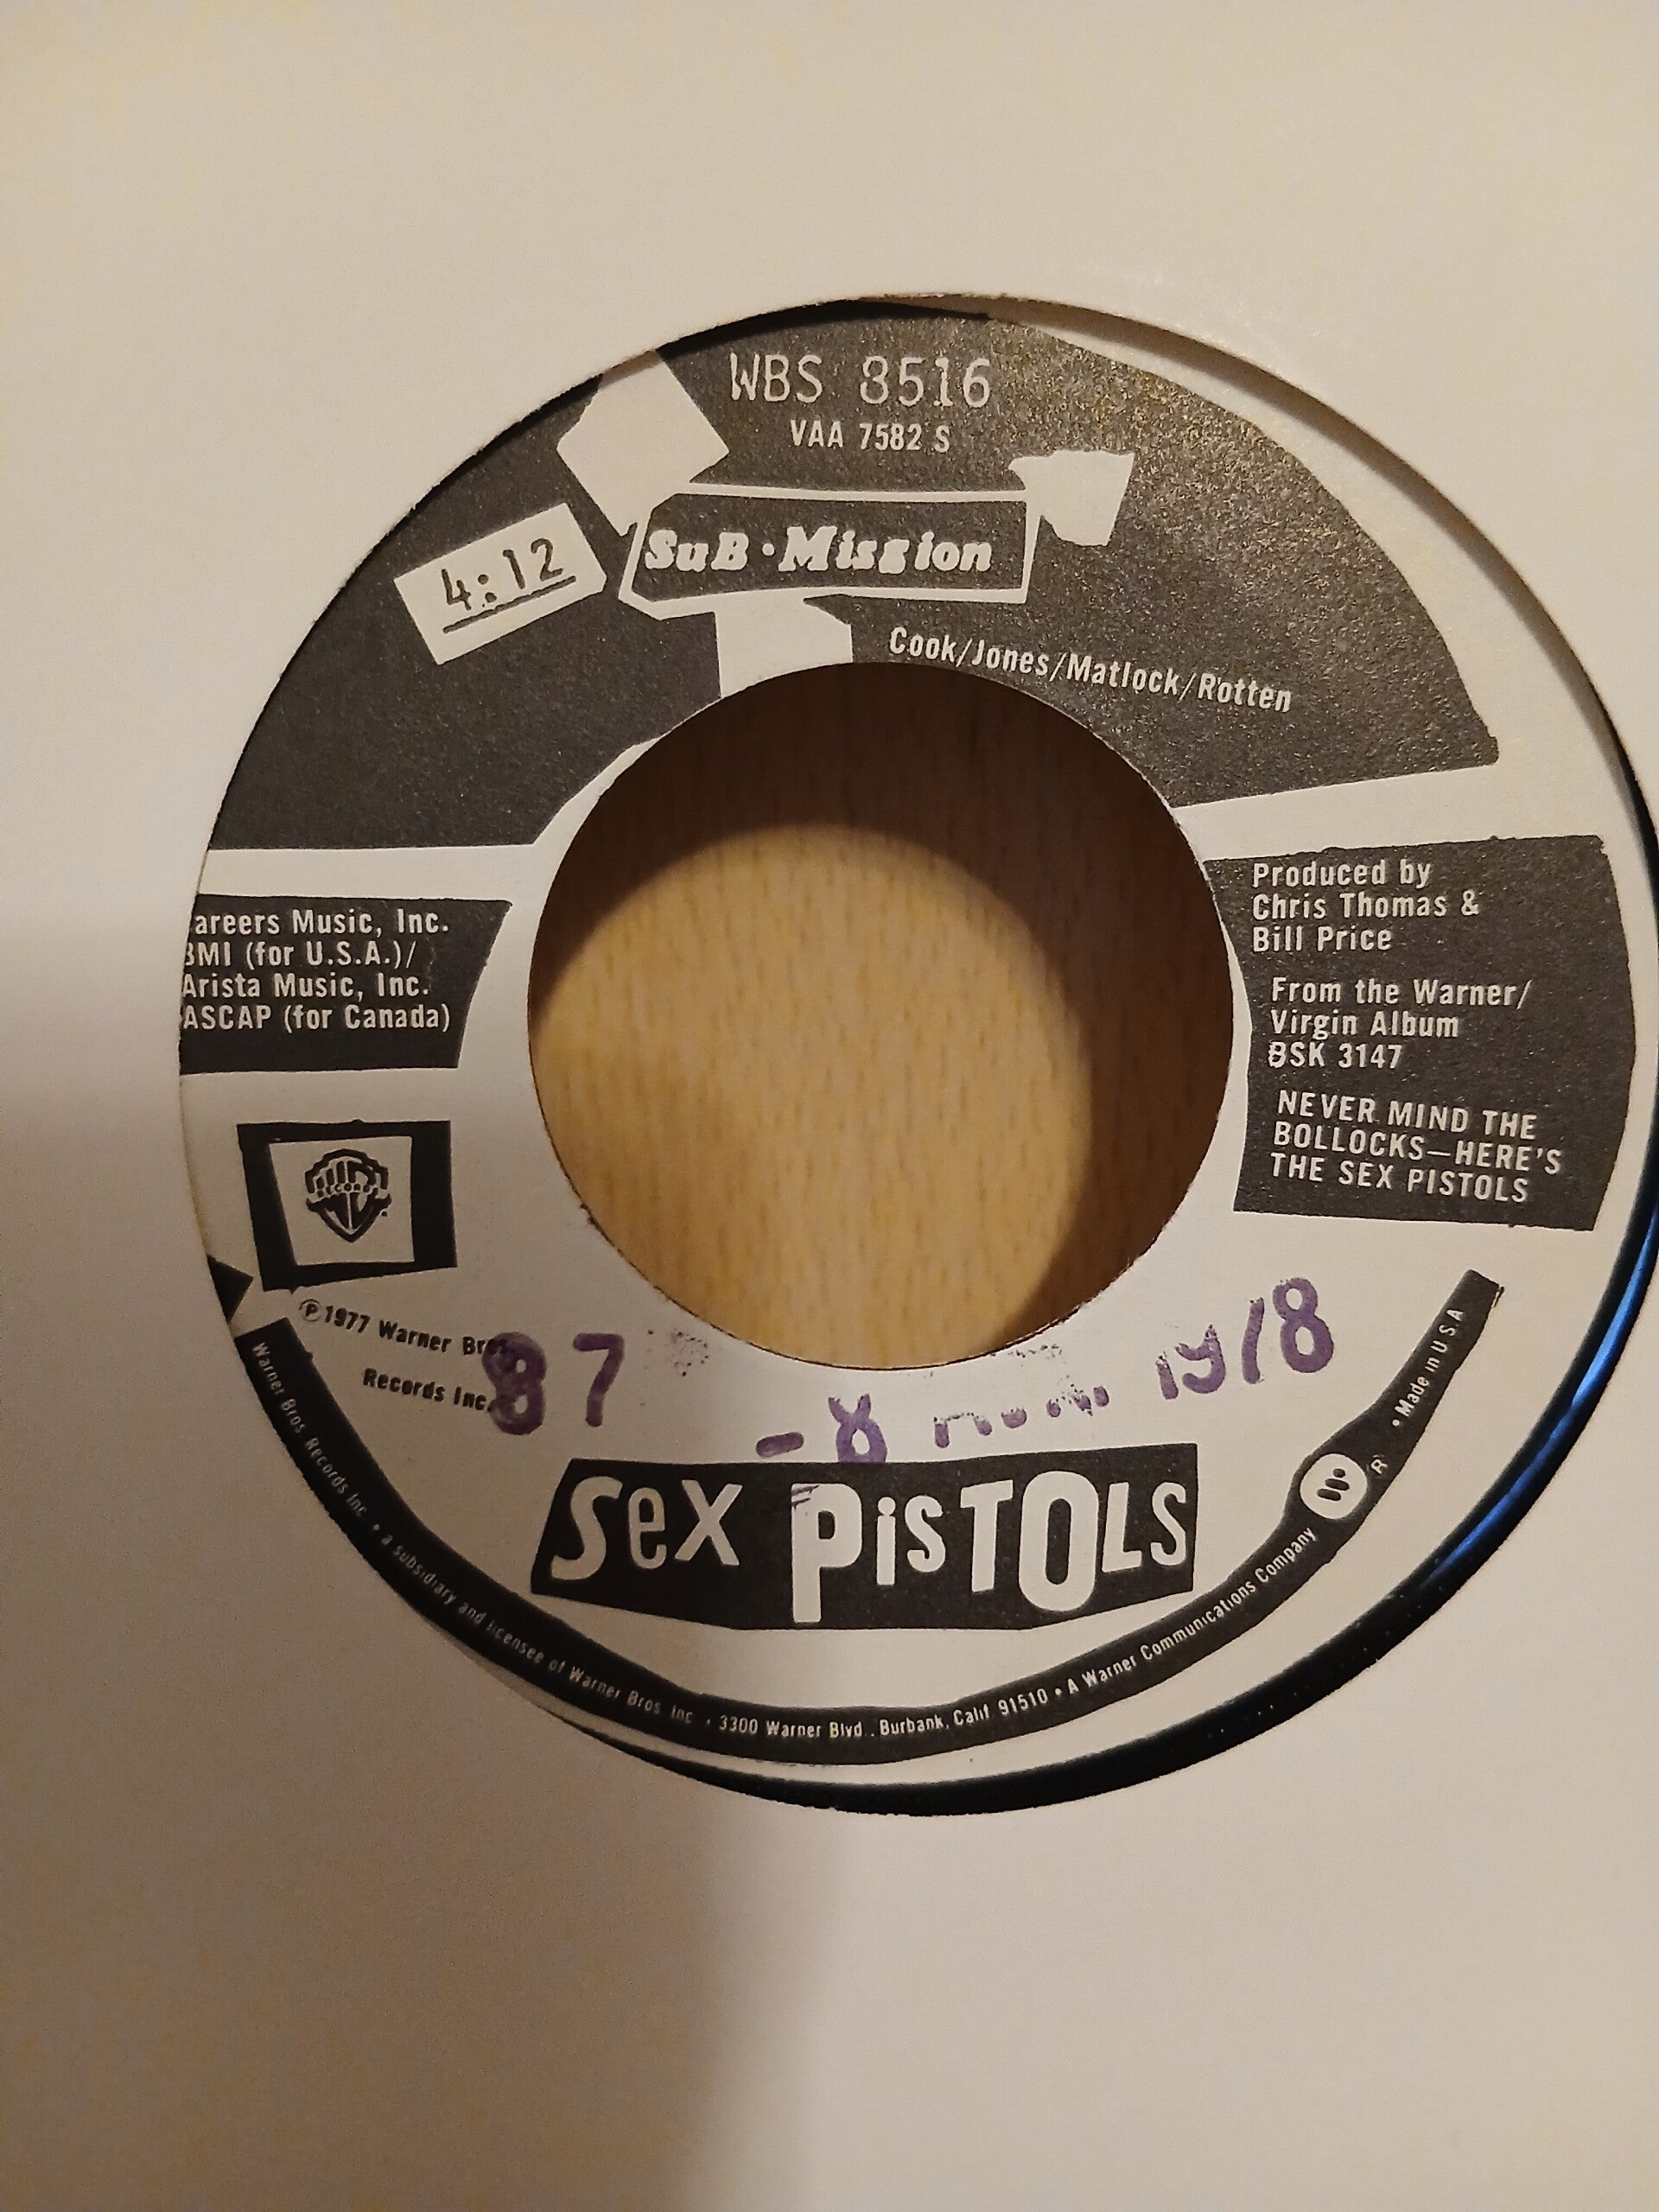 WBS 8516
VAA 7582 S
SuB·Mission
4:12
Cook/Jones/Matlock/Rotten
Produced by
Chris Thomas &
Bill Price
From the Warner/
Virgin Album
BSK 3147
NEVER MIND THE
BOLLOCKS—HERE'S
THE SEX PISTOLS
areers Music, Inc.
BMI (for U.S.A.)/
Arista Music, Inc.
ASCAP (for Canada)
RECORDS
℗1977 Warner Bros.
Records Inc.
87
-8 1978
SeX PisTOLS
Warner Bros. Records Inc. • a subsidiary and licensee of Warner Bros. Inc. • 3300 Warner Blvd., Burbank, Calif. 91510 • A Warner Communications Company ® • Made in U.S.A.